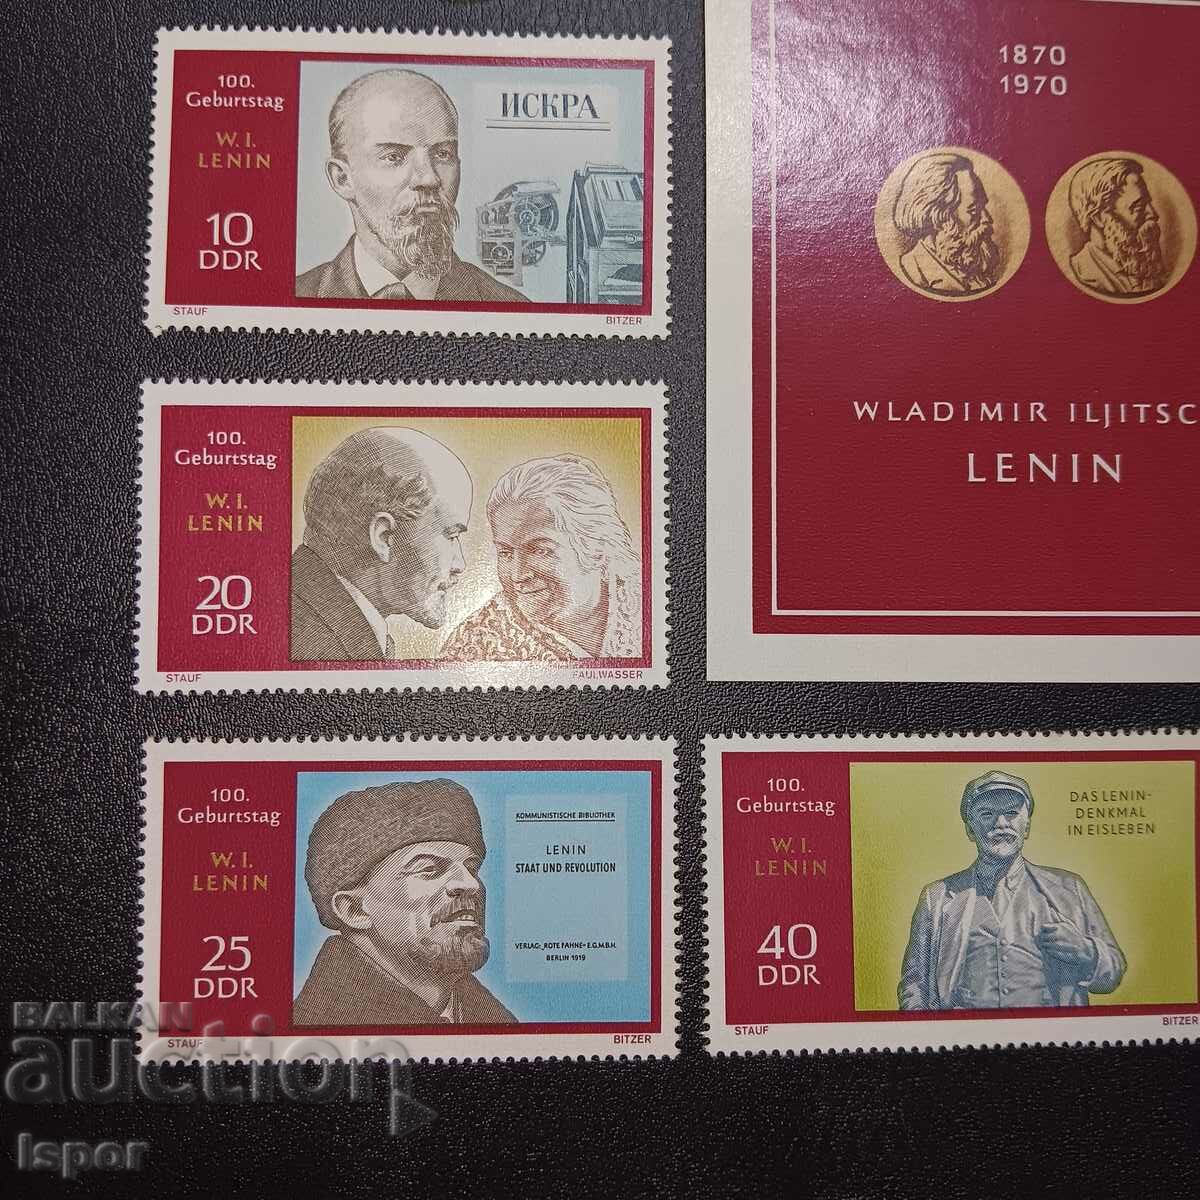 100.
Geburtstag
W. I.
LENIN
10
DDR
ИСКРА
STAUF
BITZER
1870
1970
WLADIMIR ILJITSC
LENIN
100.
Geburtstag
W. I.
LENIN
20
DDR
STAUF
FAULWASSER
100.
Geburtstag
W. I.
LENIN
25
DDR
KOMMUNISTISCHE BIBLIOTHEK
LENIN
STAAT UND REVOLUTION
VERLAG: „ROTE FAHNE" E.G.M.B.H.
BERLIN 1919
STAUF
BITZER
100.
Geburtstag
W. I.
LENIN
40
DDR
DAS LENIN-
DENKMAL
IN EISLEBEN
STAUF
BITZER
BALKAN
auction
Ispor